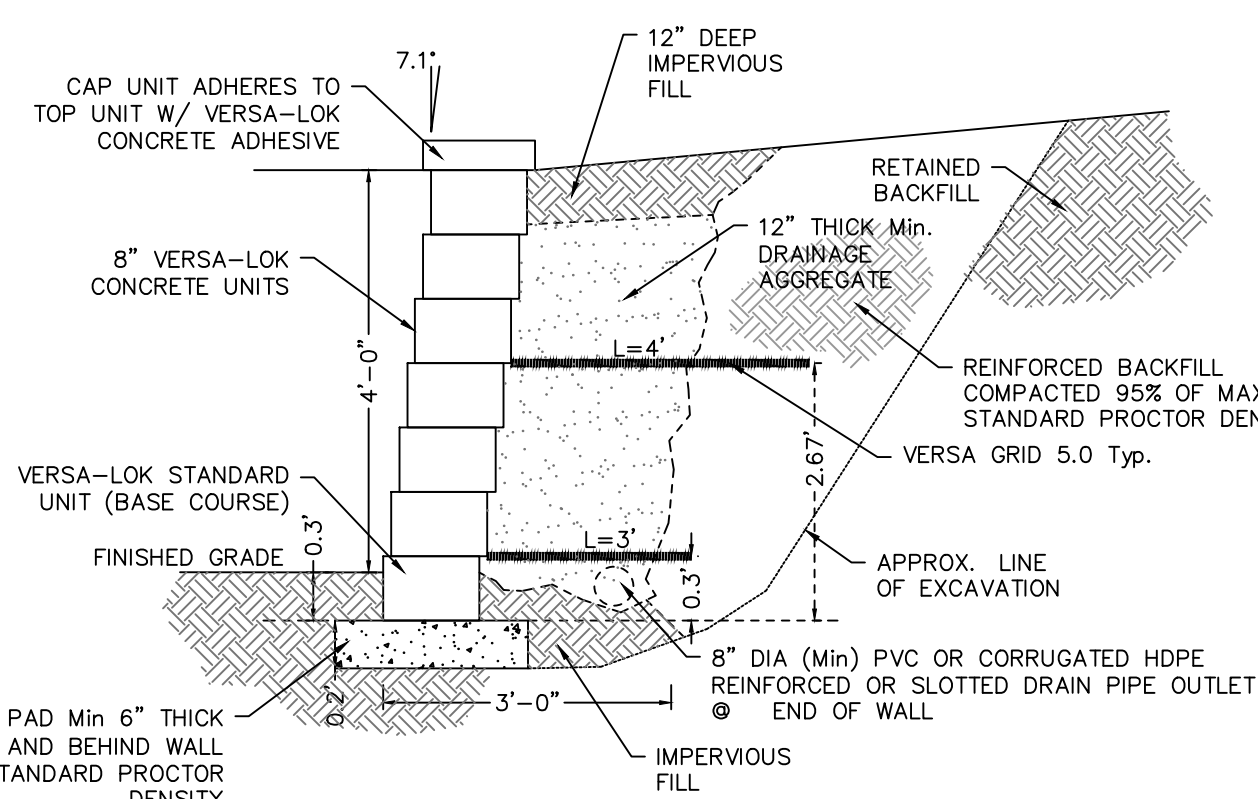 12” DEEP
IMPERVIOUS
FILL
7.1°
CAP UNIT ADHERES TO
TOP UNIT W/ VERSA–LOK
CONCRETE ADHESIVE
RETAINED
BACKFILL
12” THICK Min.
DRAINAGE
AGGREGATE
8” VERSA–LOK
CONCRETE UNITS
L=4’
4’–0”
REINFORCED BACKFILL
COMPACTED 95% OF MAX
STANDARD PROCTOR DEN
VERSA GRID 5.0 Typ.
2.67’
VERSA–LOK STANDARD
UNIT (BASE COURSE)
0.3’
FINISHED GRADE
L=3’
0.3’
APPROX. LINE
OF EXCAVATION
8” DIA (Min) PVC OR CORRUGATED HDPE
REINFORCED OR SLOTTED DRAIN PIPE OUTLET
@ END OF WALL
0.2’
3’–0”
PAD Min 6” THICK
AND BEHIND WALL
TANDARD PROCTOR
DENSITY
IMPERVIOUS
FILL